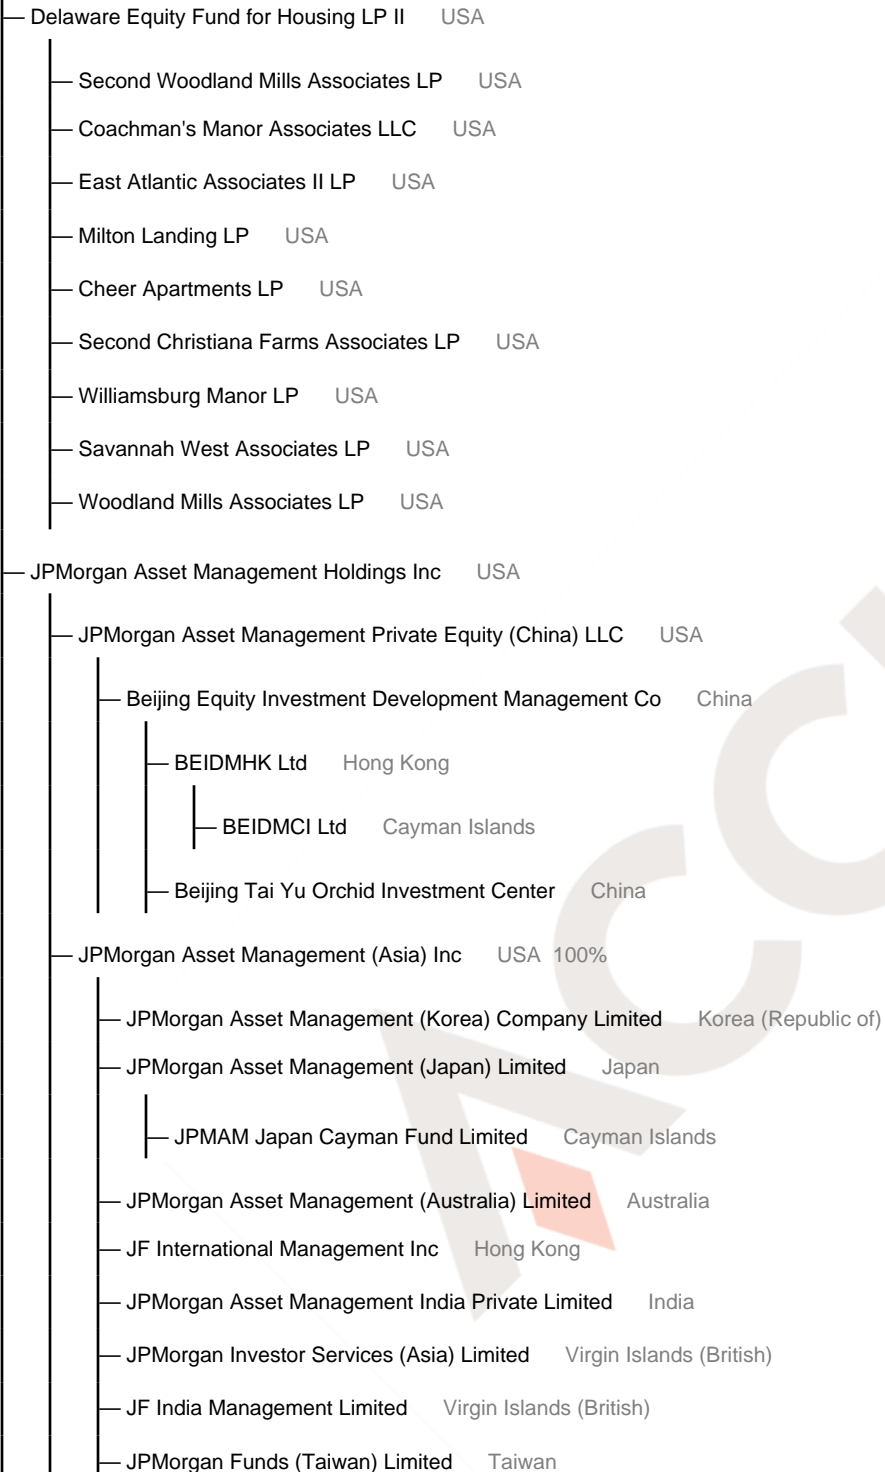 Delaware Equity Fund for Housing LP II USA
Second Woodland Mills Associates LP USA
Coachman's Manor Associates LLC USA
East Atlantic Associates II LP USA
Milton Landing LP USA
Cheer Apartments LP USA
Second Christiana Farms Associates LP USA
Williamsburg Manor LP USA
Savannah West Associates LP USA
Woodland Mills Associates LP USA
JPMorgan Asset Management Holdings Inc USA
JPMorgan Asset Management Private Equity (China) LLC USA
Beijing Equity Investment Development Management Co China
BEIDMHK Ltd Hong Kong
BEIDMCI Ltd Cayman Islands
Beijing Tai Yu Orchid Investment Center China
JPMorgan Asset Management (Asia) Inc USA 100%
JPMorgan Asset Management (Korea) Company Limited Korea (Republic of)
JPMorgan Asset Management (Japan) Limited Japan
JPMAM Japan Cayman Fund Limited Cayman Islands
JPMorgan Asset Management (Australia) Limited Australia
JF International Management Inc Hong Kong
JPMorgan Asset Management India Private Limited India
JPMorgan Investor Services (Asia) Limited Virgin Islands (British)
JF India Management Limited Virgin Islands (British)
JPMorgan Funds (Taiwan) Limited Taiwan